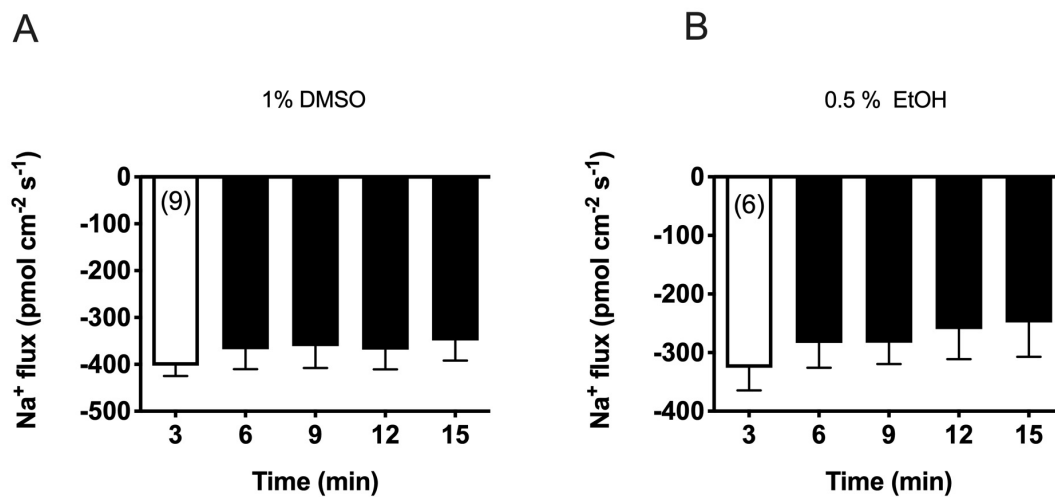 A
1% DMSO
Na⁺ flux (pmol cm⁻² s⁻¹)
0
-100
-200
-300
-400
-500
(9)
3 6 9 12 15
Time (min)
B
0.5 % EtOH
Na⁺ flux (pmol cm⁻² s⁻¹)
0
-100
-200
-300
-400
(6)
3 6 9 12 15
Time (min)